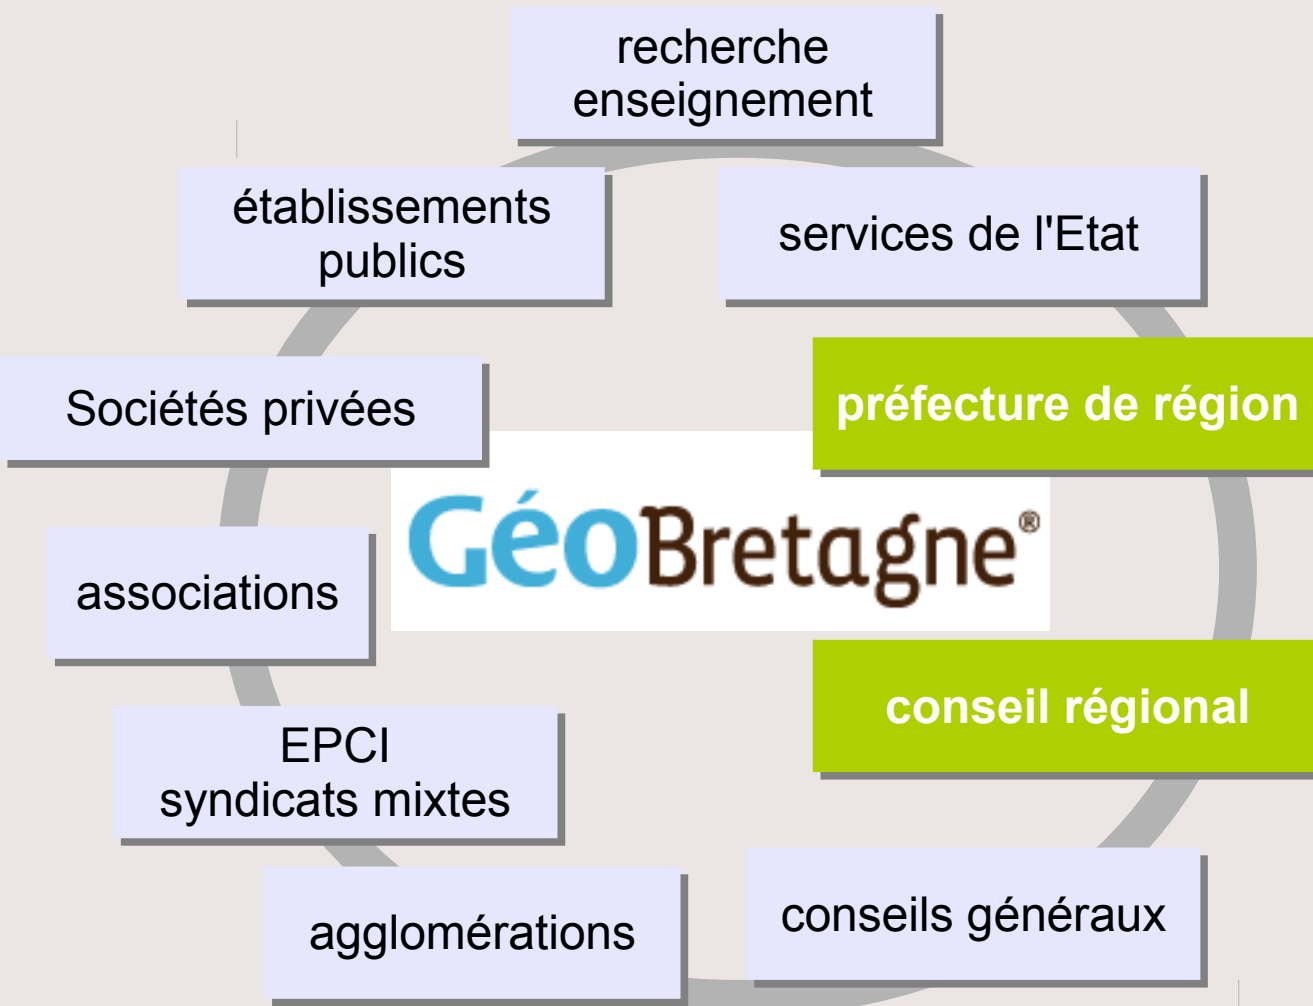 recherche
enseignement
établissements
publics
services de l'Etat
préfecture de région
Sociétés privées
GéoBretagne®
associations
conseil régional
EPCI
syndicats mixtes
agglomérations
conseils généraux